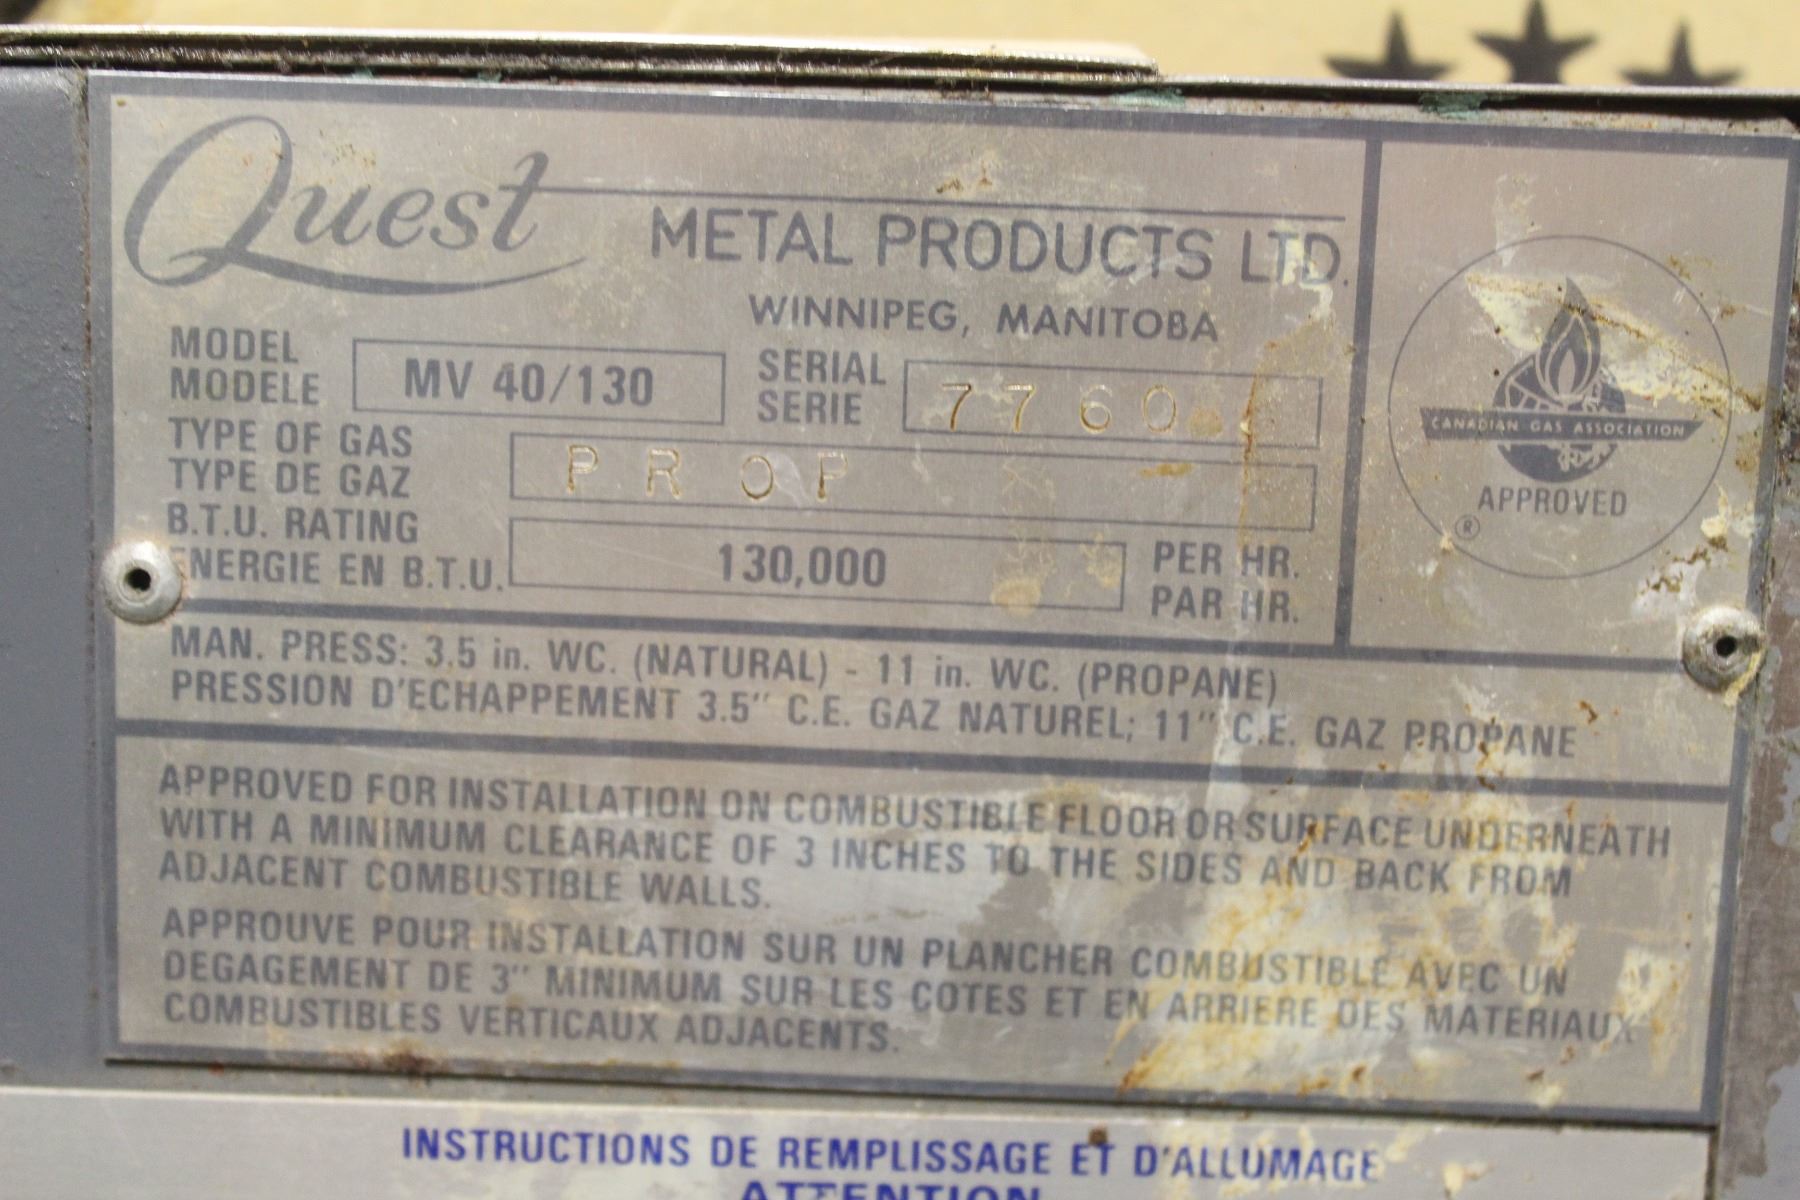 Quest METAL PRODUCTS LTD.
WINNIPEG, MANITOBA
MODEL
MODELE
MV 40/130
SERIAL
SERIE
7760
TYPE OF GAS
TYPE DE GAZ
PROP
B.T.U. RATING
ENERGIE EN B.T.U.
130,000
PER HR.
PAR HR.
CANADIAN GAS ASSOCIATION
APPROVED
®
MAN. PRESS: 3.5 in. WC. (NATURAL) - 11 in. WC. (PROPANE)
PRESSION D'ECHAPPEMENT 3.5" C.E. GAZ NATUREL; 11" C.E. GAZ PROPANE
APPROVED FOR INSTALLATION ON COMBUSTIBLE FLOOR OR SURFACE UNDERNEATH
WITH A MINIMUM CLEARANCE OF 3 INCHES TO THE SIDES AND BACK FROM
ADJACENT COMBUSTIBLE WALLS.
APPROUVE POUR INSTALLATION SUR UN PLANCHER COMBUSTIBLE AVEC UN
DEGAGEMENT DE 3" MINIMUM SUR LES COTES ET EN ARRIERE DES MATERIAUX
COMBUSTIBLES VERTICAUX ADJACENTS.
INSTRUCTIONS DE REMPLISSAGE ET D'ALLUMAGE
ATTENTION